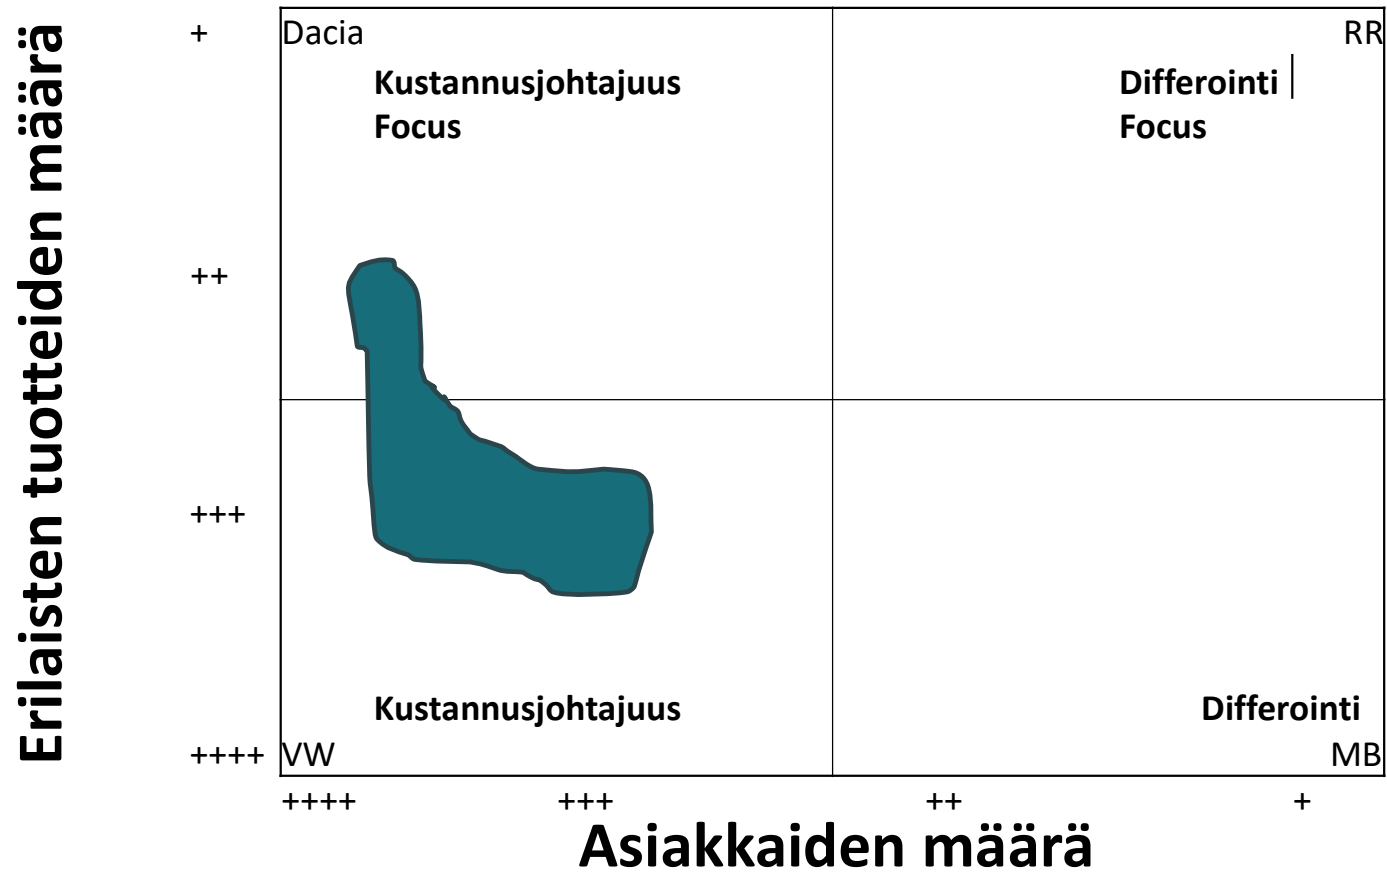 Erilaisten tuotteiden määrä
+
Dacia
RR
Kustannusjohtajuus
Focus
Differointi
Focus
++
+++
Kustannusjohtajuus
Differointi
++++
VW
MB
++++
+++
++
+
Asiakkaiden määrä